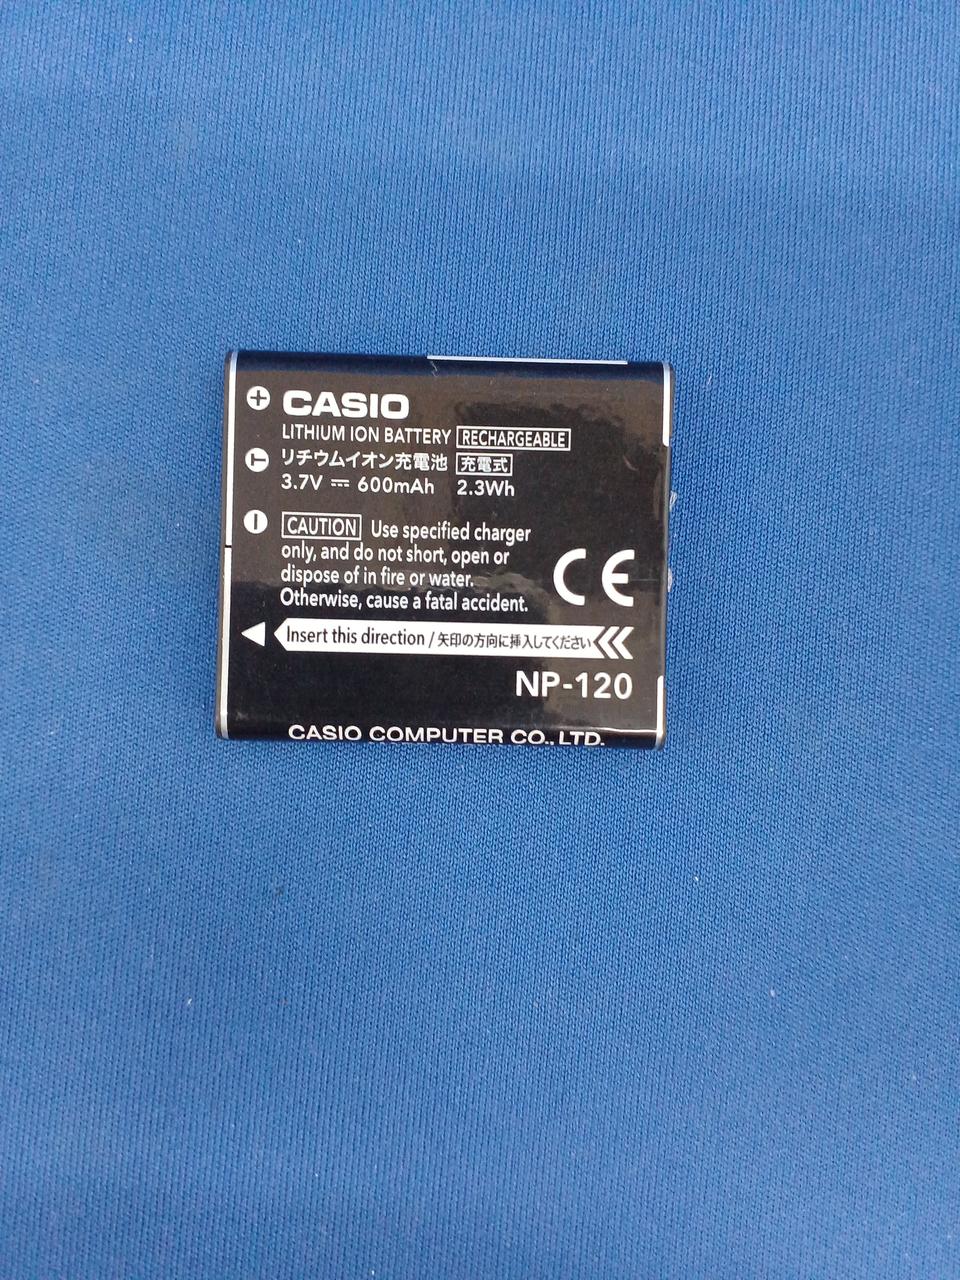 CASIO
LITHIUM ION BATTERY RECHARGEABLE
リチウムイオン充電池 充電式
3.7V ⎓ 600mAh 2.3Wh
CAUTION Use specified charger
only, and do not short, open or
dispose of in fire or water.
Otherwise, cause a fatal accident.
CE
Insert this direction / 矢印の方向に挿入してください
NP-120
CASIO COMPUTER CO., LTD.